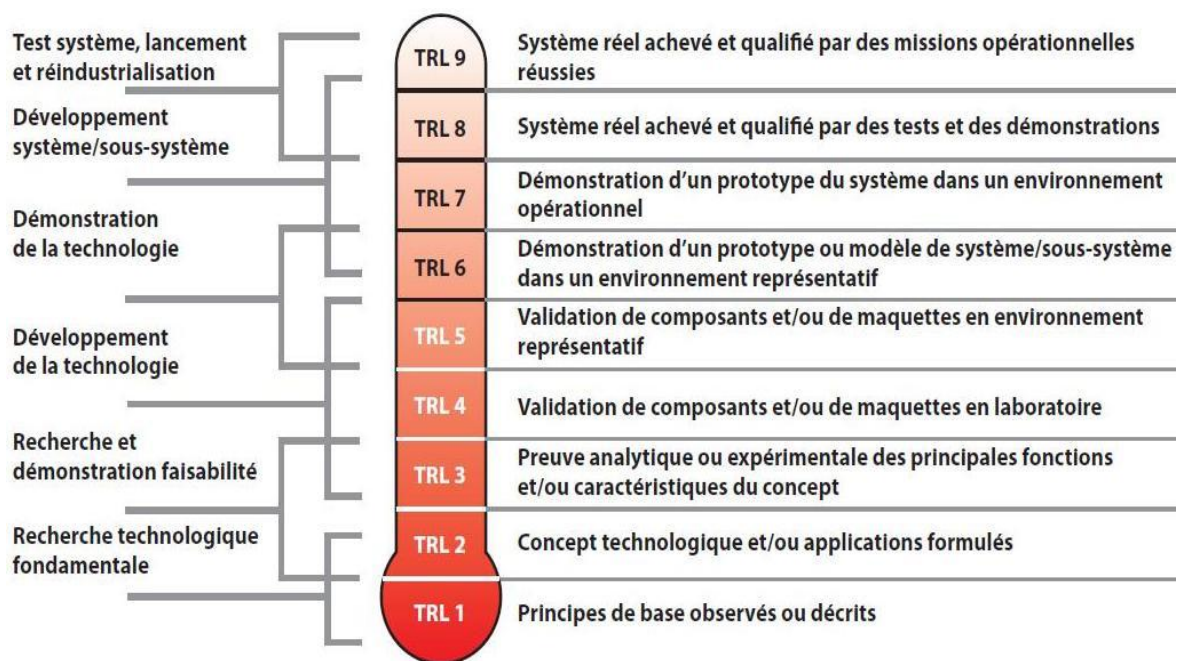 Test système, lancement
et réindustrialisation
Développement
système/sous-système
Démonstration
de la technologie
Développement
de la technologie
Recherche et
démonstration faisabilité
Recherche technologique
fondamentale
TRL 9
TRL 8
TRL 7
TRL 6
TRL 5
TRL 4
TRL 3
TRL 2
TRL 1
Système réel achevé et qualifié par des missions opérationnelles
réussies
Système réel achevé et qualifié par des tests et des démonstrations
Démonstration d’un prototype du système dans un environnement
opérationnel
Démonstration d’un prototype ou modèle de système/sous-système
dans un environnement représentatif
Validation de composants et/ou de maquettes en environnement
représentatif
Validation de composants et/ou de maquettes en laboratoire
Preuve analytique ou expérimentale des principales fonctions
et/ou caractéristiques du concept
Concept technologique et/ou applications formulés
Principes de base observés ou décrits